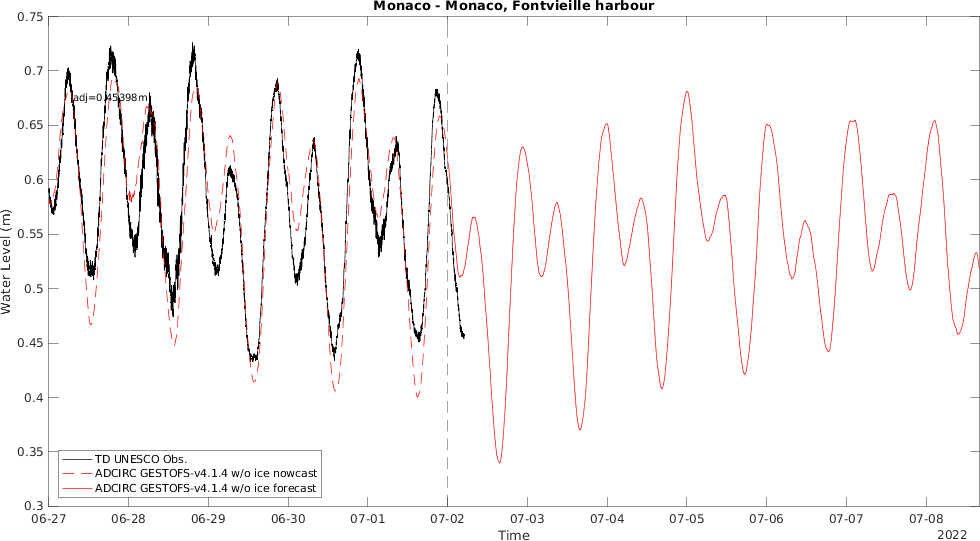 Monaco - Monaco, Fontvieille harbour
0.75
0.7
adj=0.45398m
0.65
0.6
0.55
0.5
0.45
0.4
0.35
0.3
Water Level (m)
TD UNESCO Obs.
ADCIRC GESTOFS-v4.1.4 w/o ice nowcast
ADCIRC GESTOFS-v4.1.4 w/o ice forecast
06-27 06-28 06-29 06-30 07-01 07-02 07-03 07-04 07-05 07-06 07-07 07-08
Time
2022